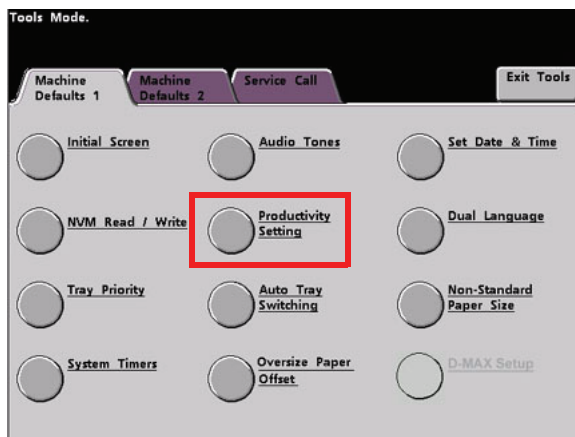 Tools Mode.
Machine
Defaults 1
Machine
Defaults 2
Service Call
Exit Tools
Initial Screen
Audio Tones
Set Date & Time
NVM Read / Write
Productivity
Setting
Dual Language
Tray Priority
Auto Tray
Switching
Non-Standard
Paper Size
System Timers
Oversize Paper
Offset
D-MAX Setup